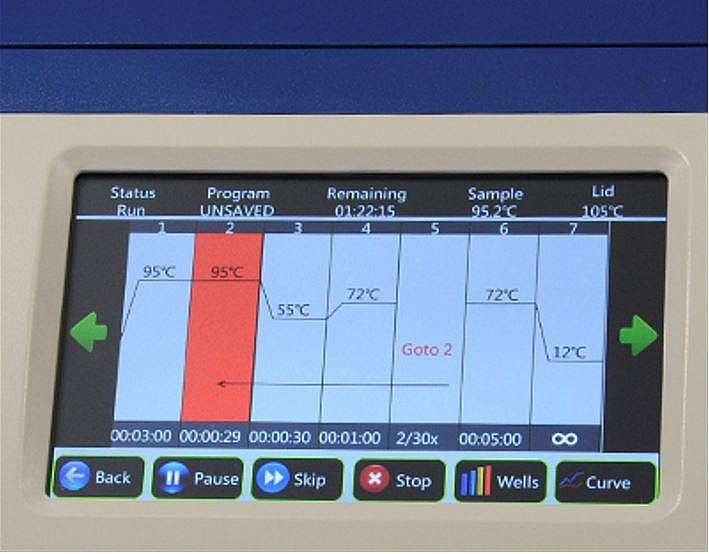 Status Program Remaining Sample Lid
Run UNSAVED 01:22:15 95.2℃ 105℃
1 2 3 4 5 6 7
95℃ 95℃ 55℃ 72℃ 72℃ 12℃
Goto 2
00:03:00 00:00:29 00:00:30 00:01:00 2/30x 00:05:00 ∞
Back Pause Skip Stop Wells Curve